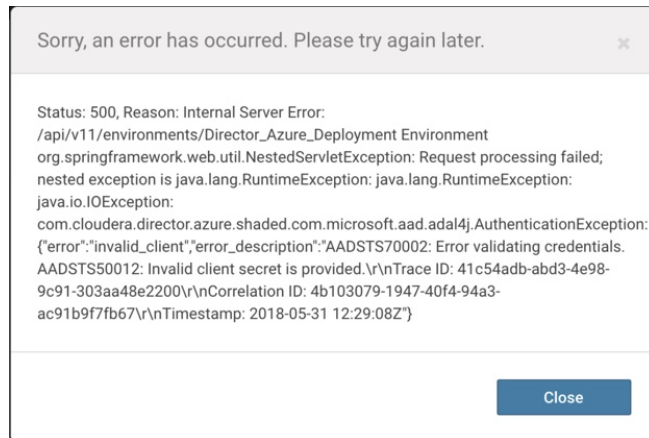 Sorry, an error has occurred. Please try again later.
Status: 500, Reason: Internal Server Error:
/api/v11/environments/Director_Azure_Deployment Environment
org.springframework.web.util.NestedServletException: Request processing failed;
nested exception is java.lang.RuntimeException: java.lang.RuntimeException:
java.io.IOException:
com.cloudera.director.azure.shaded.com.microsoft.aad.adal4j.AuthenticationException:
{"error":"invalid_client","error_description":"AADSTS70002: Error validating credentials.
AADSTS50012: Invalid client secret is provided.\r\nTrace ID: 41c54adb-abd3-4e98-
9c91-303aa48e2200\r\nCorrelation ID: 4b103079-1947-40f4-94a3-
ac91b9f7fb67\r\nTimestamp: 2018-05-31 12:29:08Z"}
Close